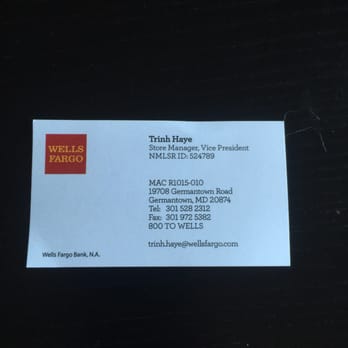 WELLS
FARGO
Trinh Haye
Store Manager, Vice President
NMLSR ID: 524789
MAC R1015-010
19708 Germantown Road
Germantown, MD 20874
Tel: 301 528 2312
Fax: 301 972 5382
800 TO WELLS
trinh.haye@wellsfargo.com
Wells Fargo Bank, N.A.